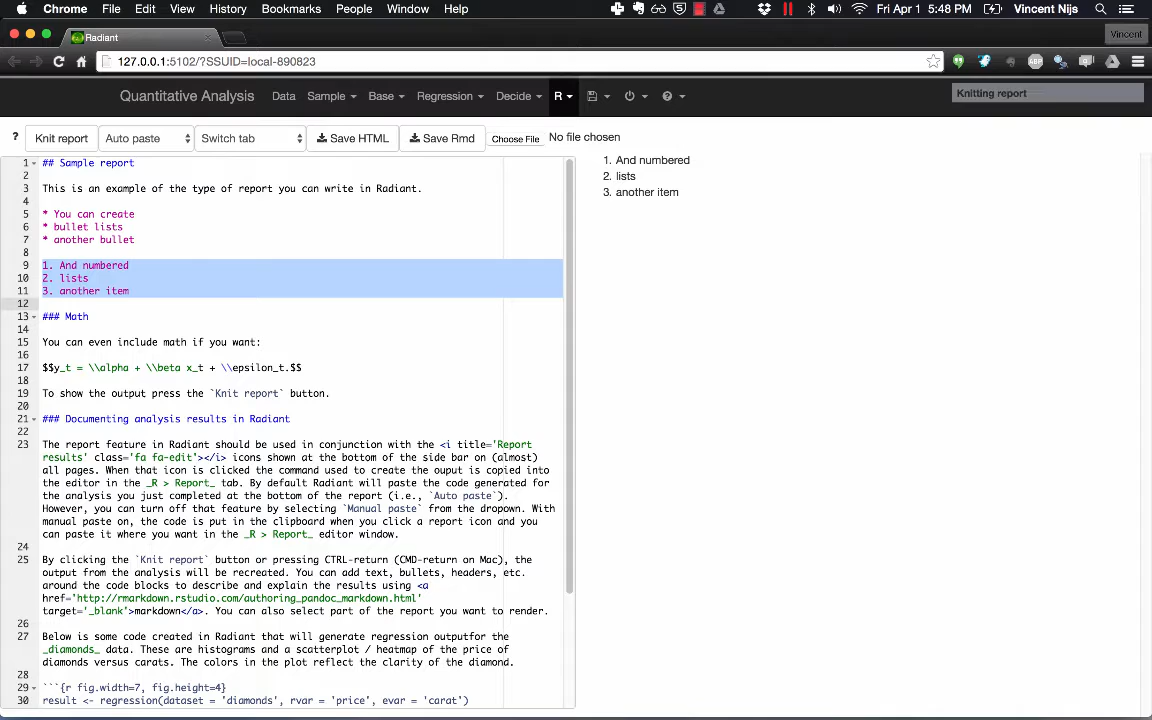 Chrome File Edit View History Bookmarks People Window Help Fri Apr 1 5:48 PM Vincent Nijs
Radiant Vincent
127.0.0.1:5102/?SSUID=local-890823
Quantitative Analysis Data Sample Base Regression Decide R Knitting report
? Knit report Auto paste Switch tab Save HTML Save Rmd Choose File No file chosen
1 ## Sample report
2
3 This is an example of the type of report you can write in Radiant.
4
5 * You can create
6 * bullet lists
7 * another bullet
8
9 1. And numbered
10 2. lists
11 3. another item
12
13 ### Math
14
15 You can even include math if you want:
16
17 $$y_t = \\alpha + \\beta x_t + \\epsilon_t.$$
18
19 To show the output press the `Knit report` button.
20
21 ### Documenting analysis results in Radiant
22
23 The report feature in Radiant should be used in conjunction with the <i title='Report
results' class='fa fa-edit'></i> icons shown at the bottom of the side bar on (almost)
all pages. When that icon is clicked the command used to create the ouput is copied into
the editor in the _R > Report_ tab. By default Radiant will paste the code generated for
the analysis you just completed at the bottom of the report (i.e., `Auto paste`).
However, you can turn off that feature by selecting `Manual paste` from the dropown. With
manual paste on, the code is put in the clipboard when you click a report icon and you
can paste it where you want in the _R > Report_ editor window.
24
25 By clicking the `Knit report` button or pressing CTRL-return (CMD-return on Mac), the
output from the analysis will be recreated. You can add text, bullets, headers, etc.
around the code blocks to describe and explain the results using <a
href='http://rmarkdown.rstudio.com/authoring_pandoc_markdown.html'
target='_blank'>markdown</a>. You can also select part of the report you want to render.
26
27 Below is some code created in Radiant that will generate regression outputfor the
_diamonds_ data. These are histograms and a scatterplot / heatmap of the price of
diamonds versus carats. The colors in the plot reflect the clarity of the diamond.
28
29 ```{r fig.width=7, fig.height=4}
30 result <- regression(dataset = 'diamonds', rvar = 'price', evar = 'carat')
1. And numbered
2. lists
3. another item